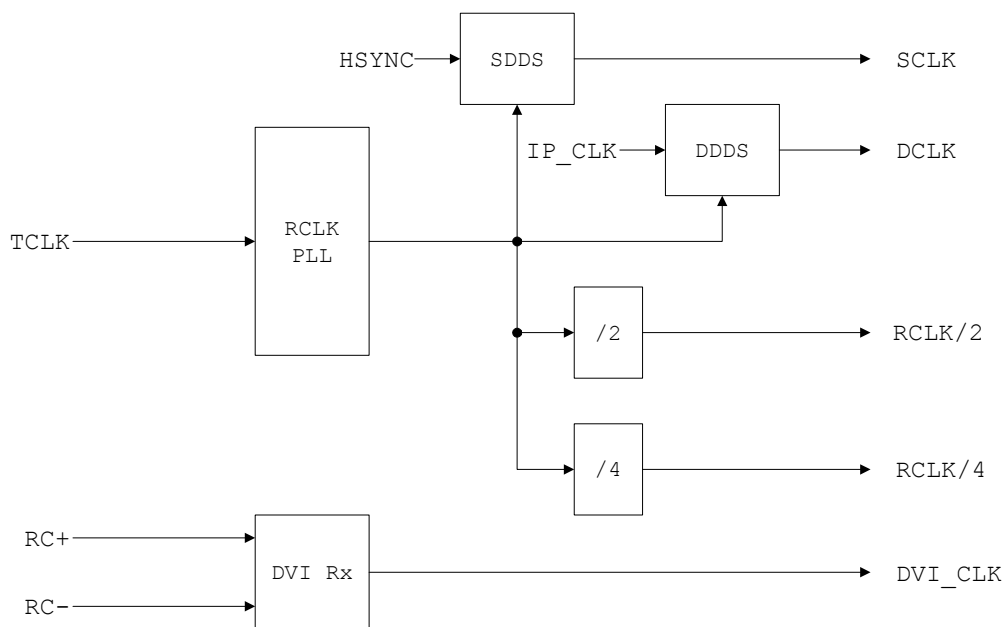 HSYNC
SDDS
SCLK
IP_CLK
DDDS
DCLK
TCLK
RCLK
PLL
/2
RCLK/2
/4
RCLK/4
RC+
DVI Rx
DVI_CLK
RC-